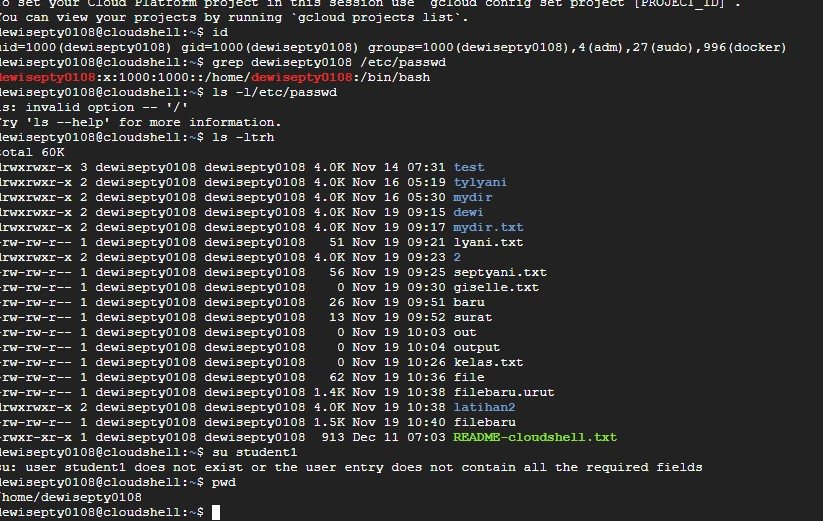 To set your Cloud Platform project in this session use `gcloud config set project [PROJECT_ID]`.
You can view your projects by running `gcloud projects list`.
dewisepty0108@cloudshell:~$ id
uid=1000(dewisepty0108) gid=1000(dewisepty0108) groups=1000(dewisepty0108),4(adm),27(sudo),996(docker)
dewisepty0108@cloudshell:~$ grep dewisepty0108 /etc/passwd
dewisepty0108:x:1000:1000::/home/dewisepty0108:/bin/bash
dewisepty0108@cloudshell:~$ ls -l/etc/passwd
ls: invalid option -- '/'
Try 'ls --help' for more information.
dewisepty0108@cloudshell:~$ ls -ltrh
total 60K
drwxrwxr-x 3 dewisepty0108 dewisepty0108 4.0K Nov 14 07:31 test
drwxrwxr-x 2 dewisepty0108 dewisepty0108 4.0K Nov 16 05:19 tylyani
drwxrwxr-x 2 dewisepty0108 dewisepty0108 4.0K Nov 16 05:30 mydir
drwxrwxr-x 2 dewisepty0108 dewisepty0108 4.0K Nov 19 09:15 dewi
drwxrwxr-x 2 dewisepty0108 dewisepty0108 4.0K Nov 19 09:17 mydir.txt
-rw-rw-r-- 1 dewisepty0108 dewisepty0108 51 Nov 19 09:21 lyani.txt
drwxrwxr-x 2 dewisepty0108 dewisepty0108 4.0K Nov 19 09:23 2
-rw-rw-r-- 1 dewisepty0108 dewisepty0108 56 Nov 19 09:25 septyani.txt
-rw-rw-r-- 1 dewisepty0108 dewisepty0108 0 Nov 19 09:30 giselle.txt
-rw-rw-r-- 1 dewisepty0108 dewisepty0108 26 Nov 19 09:51 baru
-rw-rw-r-- 1 dewisepty0108 dewisepty0108 13 Nov 19 09:52 surat
-rw-rw-r-- 1 dewisepty0108 dewisepty0108 0 Nov 19 10:03 out
-rw-rw-r-- 1 dewisepty0108 dewisepty0108 0 Nov 19 10:04 output
-rw-rw-r-- 1 dewisepty0108 dewisepty0108 0 Nov 19 10:26 kelas.txt
-rw-rw-r-- 1 dewisepty0108 dewisepty0108 62 Nov 19 10:36 file
-rw-rw-r-- 1 dewisepty0108 dewisepty0108 1.4K Nov 19 10:38 filebaru.urut
drwxrwxr-x 2 dewisepty0108 dewisepty0108 4.0K Nov 19 10:38 latihan2
-rw-rw-r-- 1 dewisepty0108 dewisepty0108 1.5K Nov 19 10:40 filebaru
-rwxr-xr-x 1 dewisepty0108 dewisepty0108 913 Dec 11 07:03 README-cloudshell.txt
dewisepty0108@cloudshell:~$ su student1
su: user student1 does not exist or the user entry does not contain all the required fields
dewisepty0108@cloudshell:~$ pwd
/home/dewisepty0108
dewisepty0108@cloudshell:~$